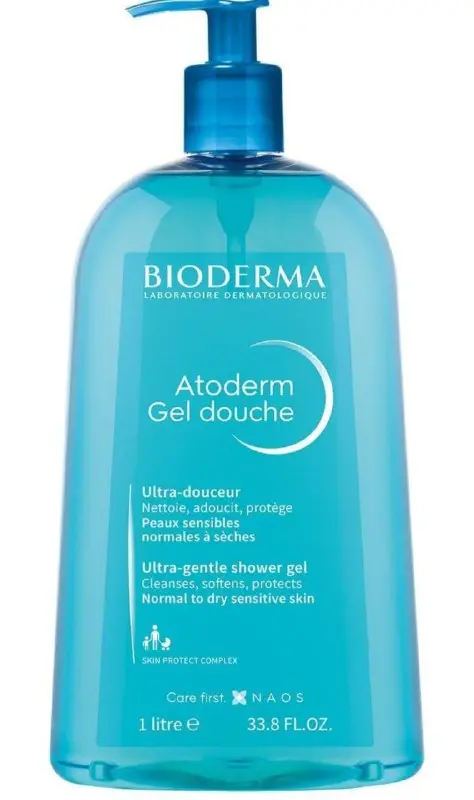 BIODERMA
LABORATOIRE DERMATOLOGIQUE
Atoderm
Gel douche
Ultra-douceur
Nettoie, adoucit, protège
Peaux sensibles
normales à sèches
Ultra-gentle shower gel
Cleanses, softens, protects
Normal to dry sensitive skin
SKIN PROTECT COMPLEX
Care first. NAOS
1 litre ℮ 33.8 FL.OZ.